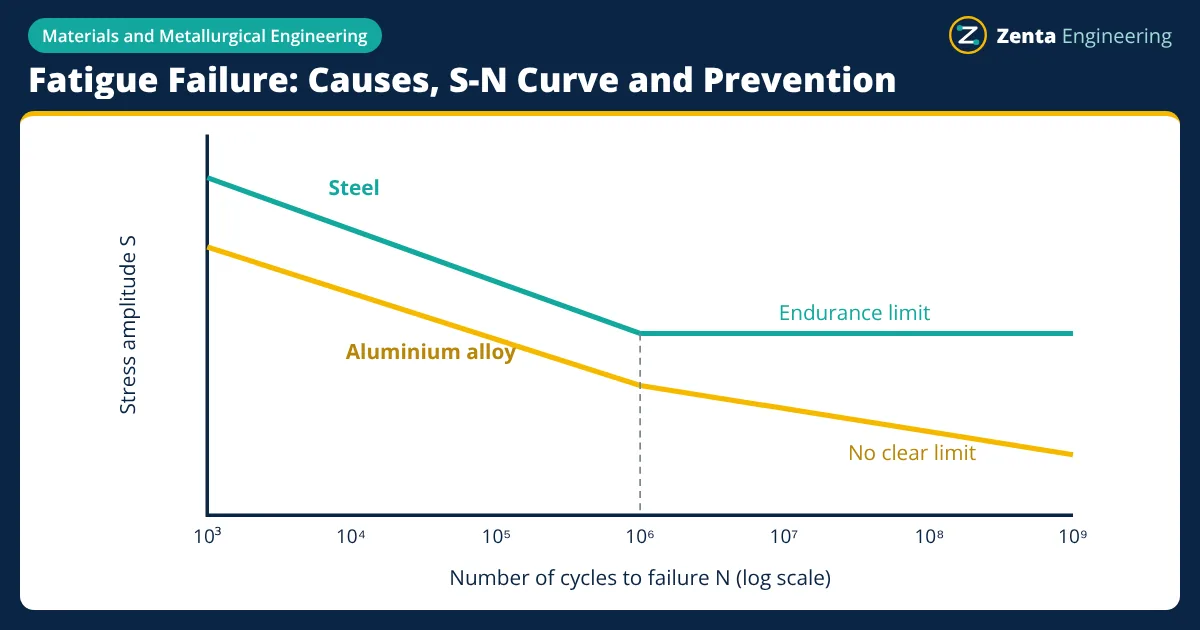 Materials and Metallurgical Engineering
Zenta Engineering
Fatigue Failure: Causes, S-N Curve and Prevention
Steel
Endurance limit
Aluminium alloy
No clear limit
Stress amplitude S
10³ 10⁴ 10⁵ 10⁶ 10⁷ 10⁸ 10⁹
Number of cycles to failure N (log scale)